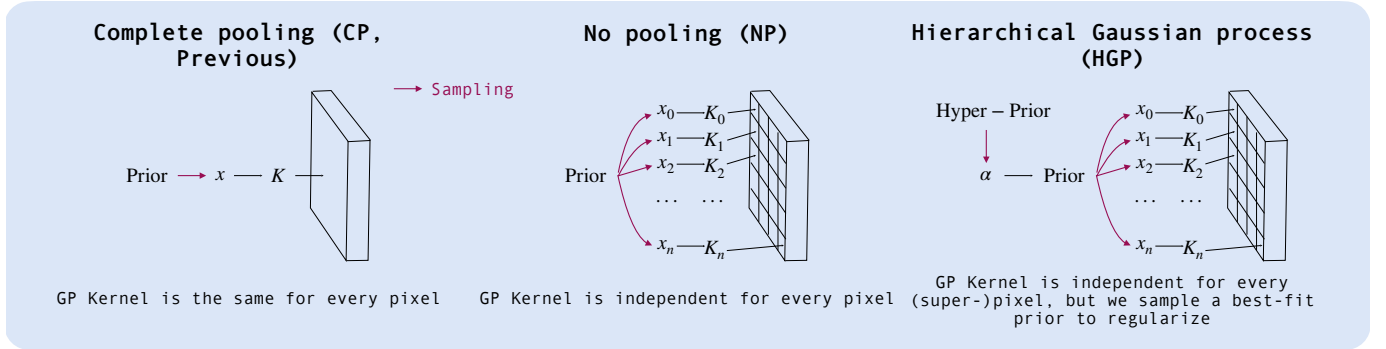 Complete pooling (CP,
Previous)
Sampling
Prior x K
GP Kernel is the same for every pixel
No pooling (NP)
x₀ K₀
x₁ K₁
x₂ K₂
Prior
... ...
xₙ Kₙ
GP Kernel is independent for every pixel
Hierarchical Gaussian process
(HGP)
Hyper – Prior
α Prior
x₀ K₀
x₁ K₁
x₂ K₂
... ...
xₙ Kₙ
GP Kernel is independent for every
(super-)pixel, but we sample a best-fit
prior to regularize